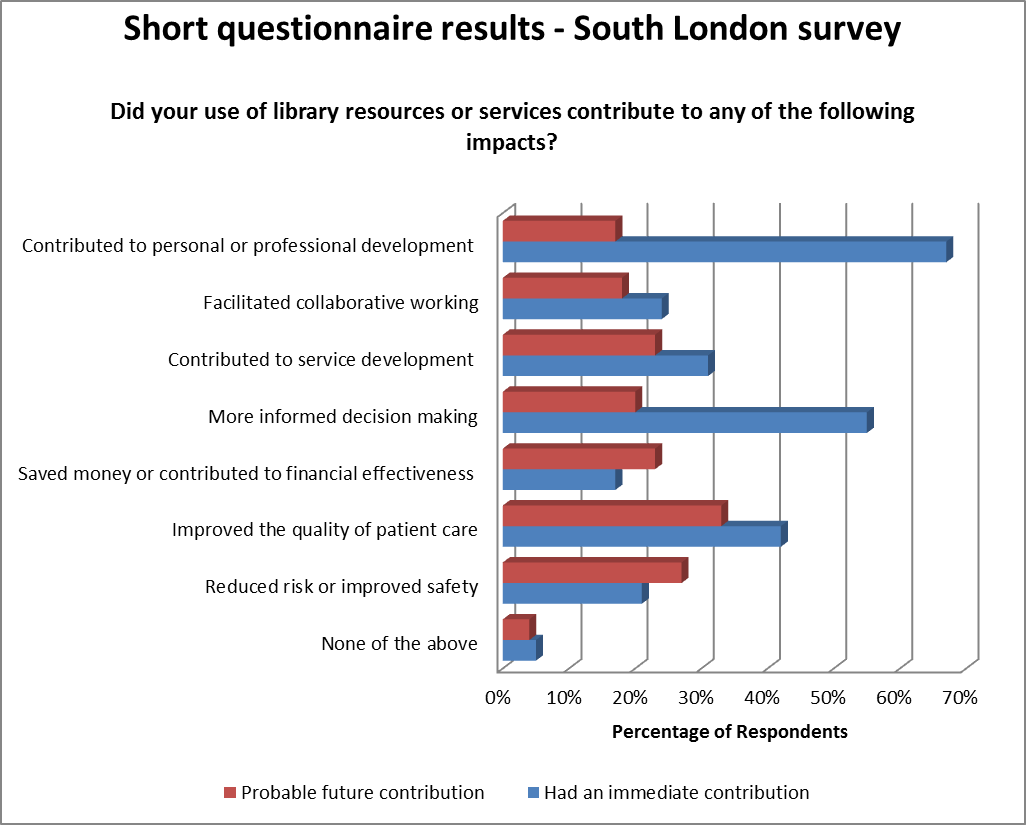 Short questionnaire results - South London survey
Did your use of library resources or services contribute to any of the following
impacts?
Contributed to personal or professional development
Facilitated collaborative working
Contributed to service development
More informed decision making
Saved money or contributed to financial effectiveness
Improved the quality of patient care
Reduced risk or improved safety
None of the above
0% 10% 20% 30% 40% 50% 60% 70%
Percentage of Respondents
Probable future contribution Had an immediate contribution